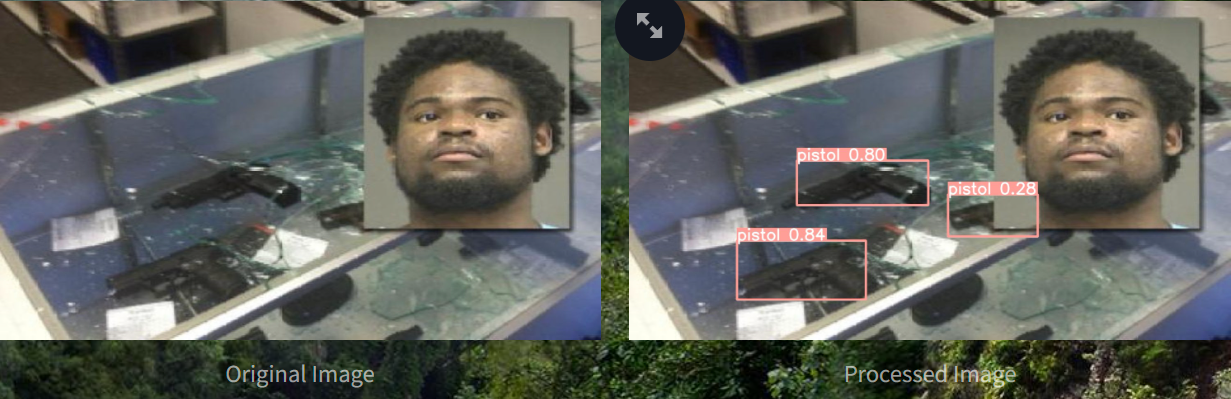 pistol 0.80
pistol 0.28
pistol 0.84
Original Image
Processed Image